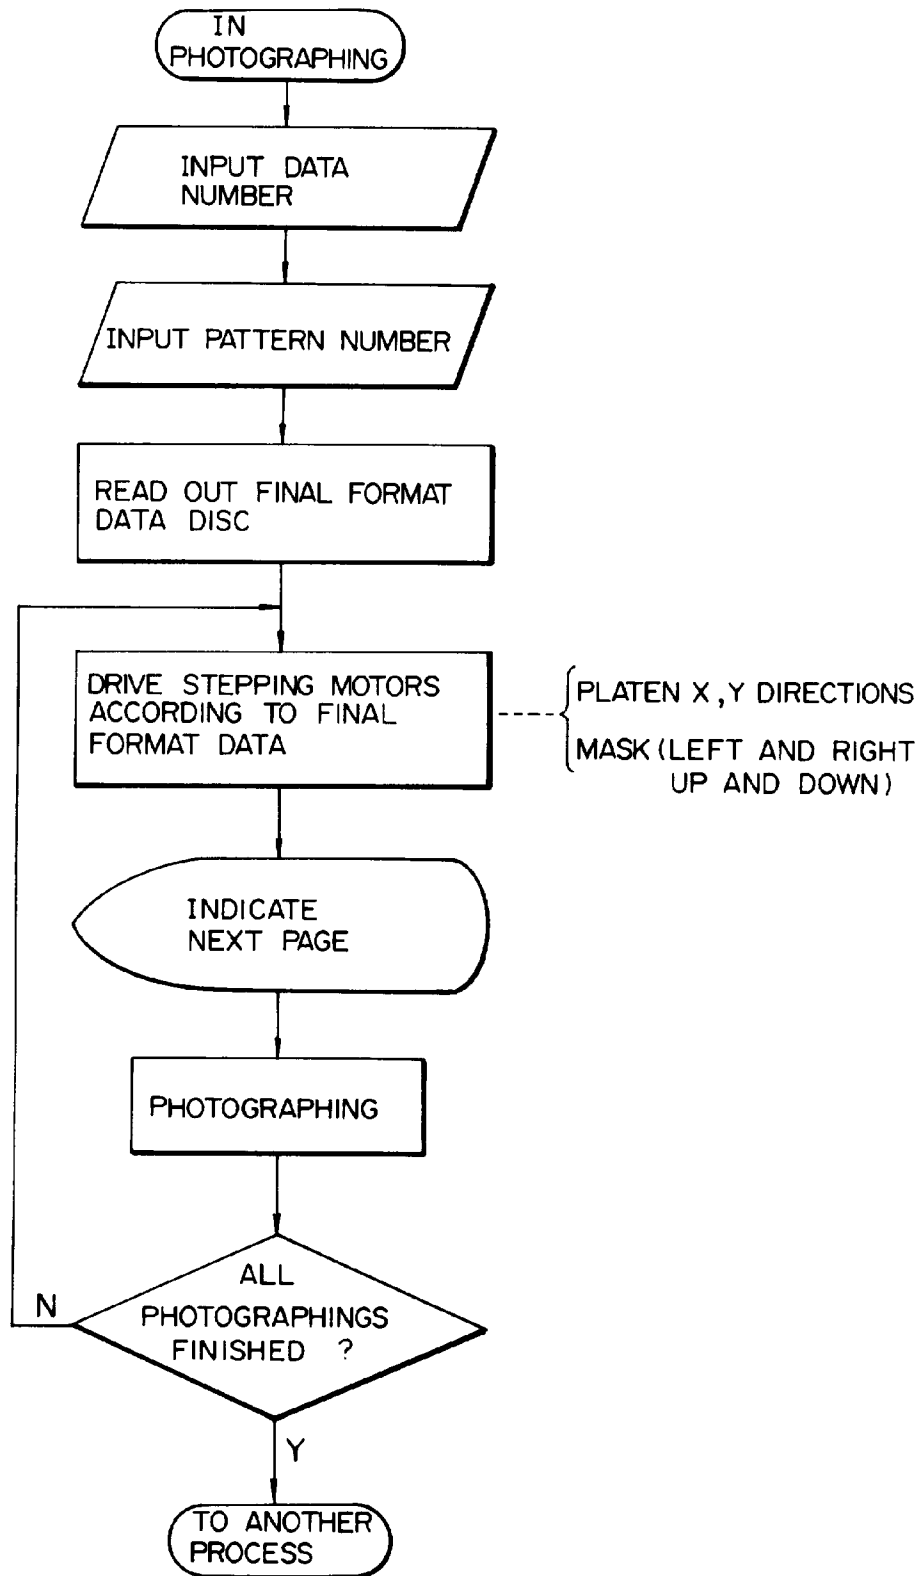 IN
PHOTOGRAPHING
INPUT DATA
NUMBER
INPUT PATTERN NUMBER
READ OUT FINAL FORMAT
DATA DISC
DRIVE STEPPING MOTORS
ACCORDING TO FINAL
FORMAT DATA
PLATEN X, Y DIRECTIONS
MASK (LEFT AND RIGHT
UP AND DOWN)
INDICATE
NEXT PAGE
PHOTOGRAPHING
ALL
PHOTOGRAPHINGS
FINISHED ?
N
Y
TO ANOTHER
PROCESS